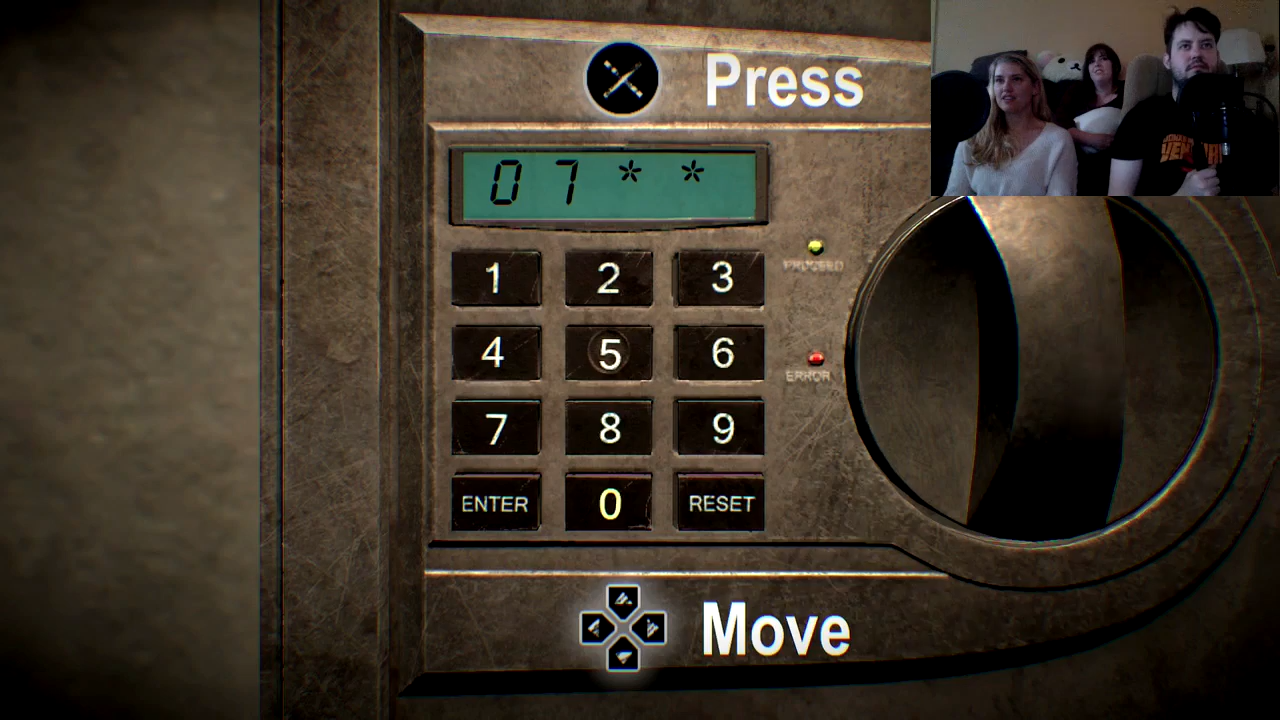 Press
07**
PROCEED
1 2 3
4 5 6
ERROR
7 8 9
ENTER 0 RESET
Move